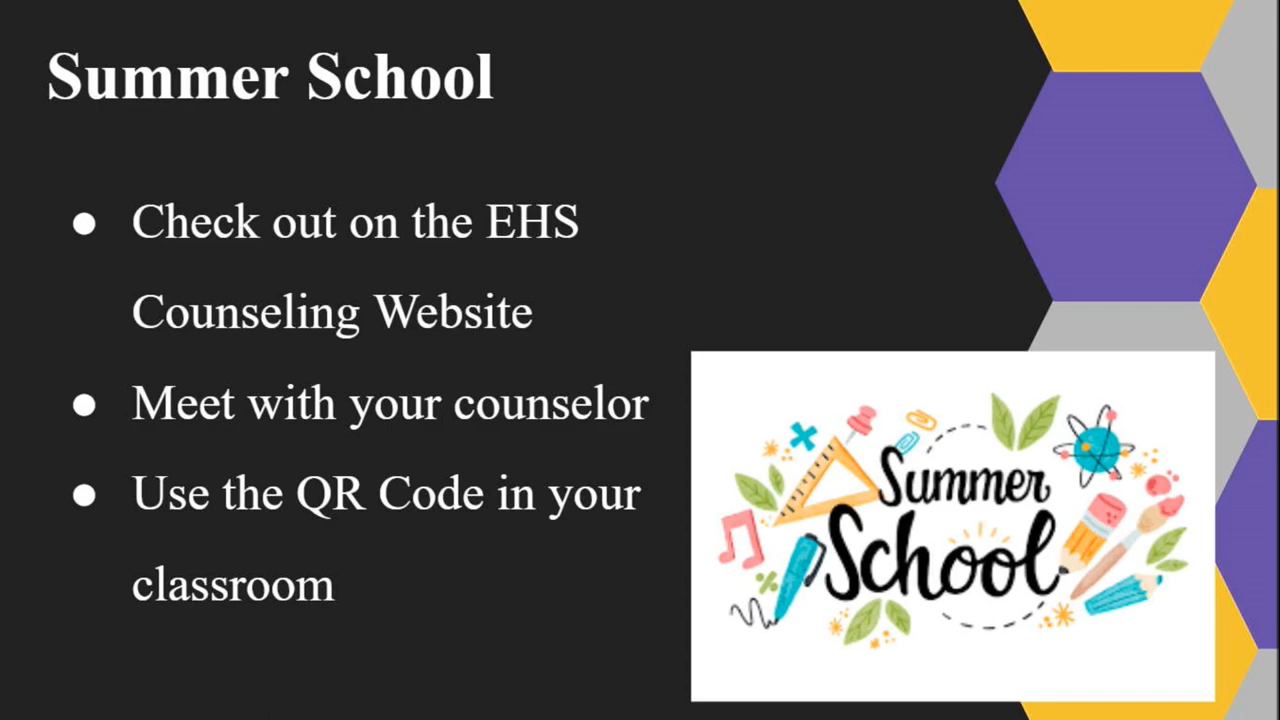 Summer School
● Check out on the EHS
Counseling Website
● Meet with your counselor
● Use the QR Code in your
classroom
Summer
School